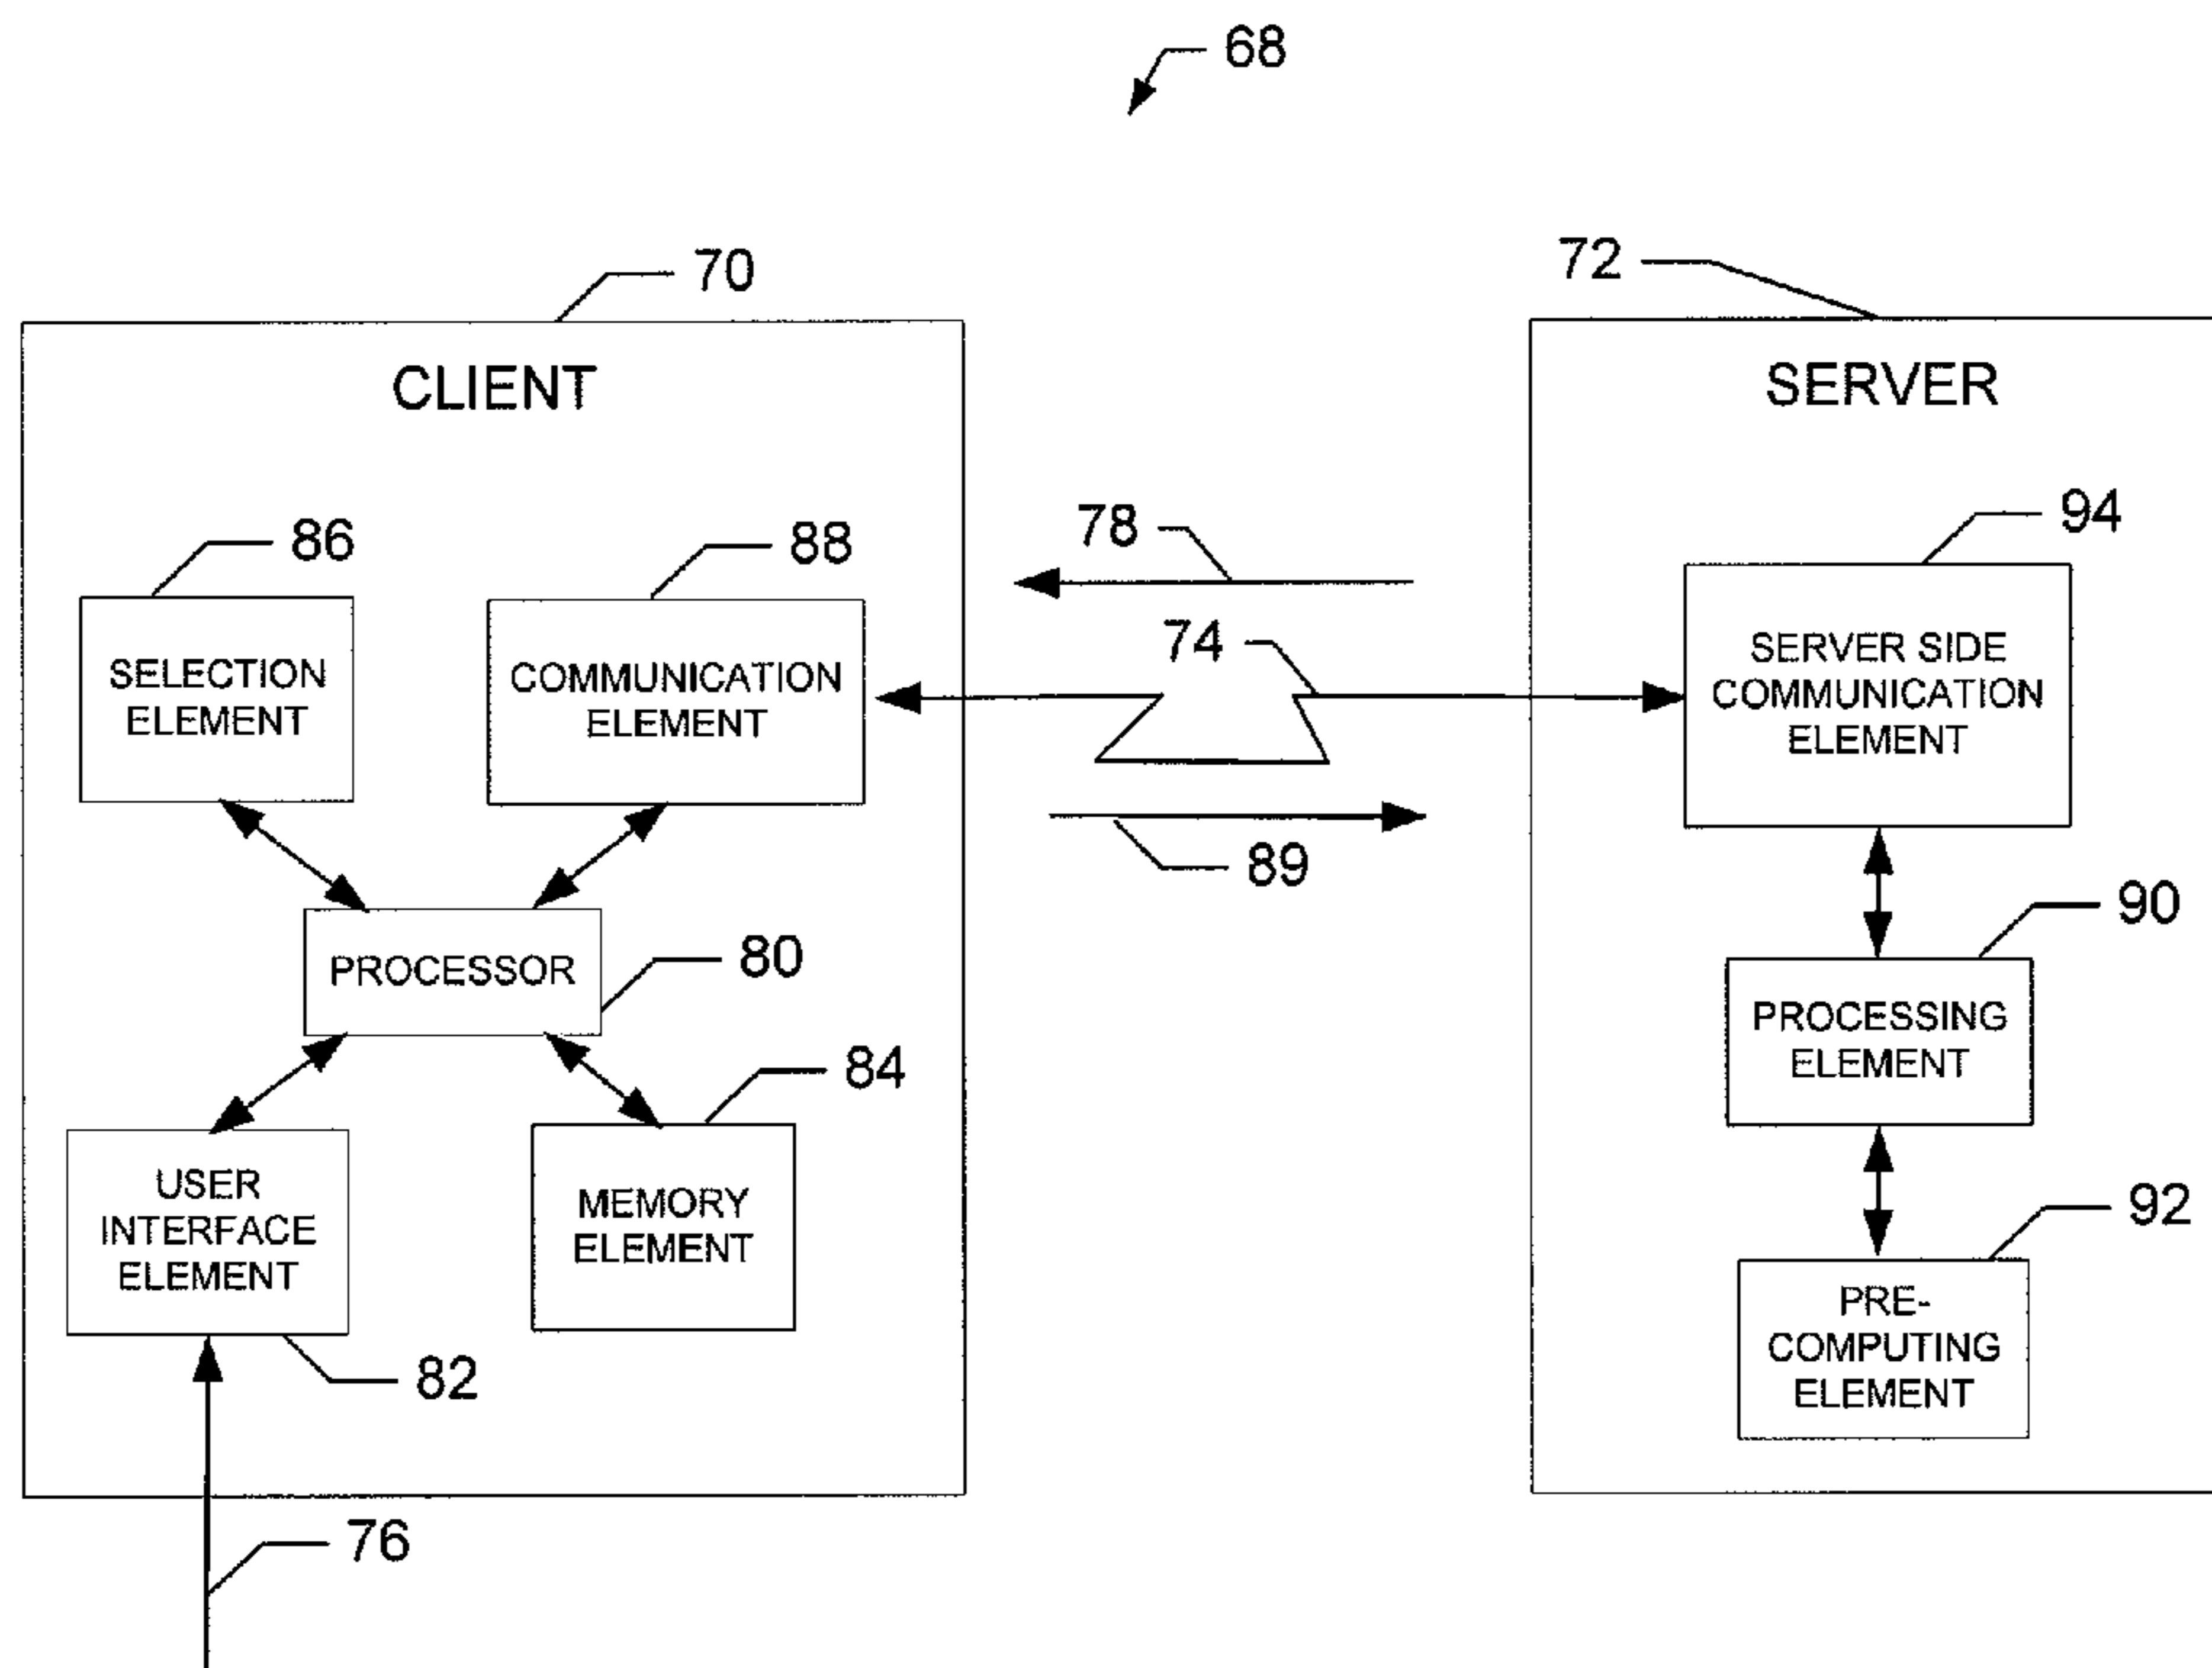 68
70
72
CLIENT
SERVER
86
88
78
94
SELECTION
ELEMENT
COMMUNICATION
ELEMENT
74
SERVER SIDE
COMMUNICATION
ELEMENT
89
PROCESSOR
80
90
PROCESSING
ELEMENT
84
USER
INTERFACE
ELEMENT
MEMORY
ELEMENT
92
PRE-
COMPUTING
ELEMENT
82
76